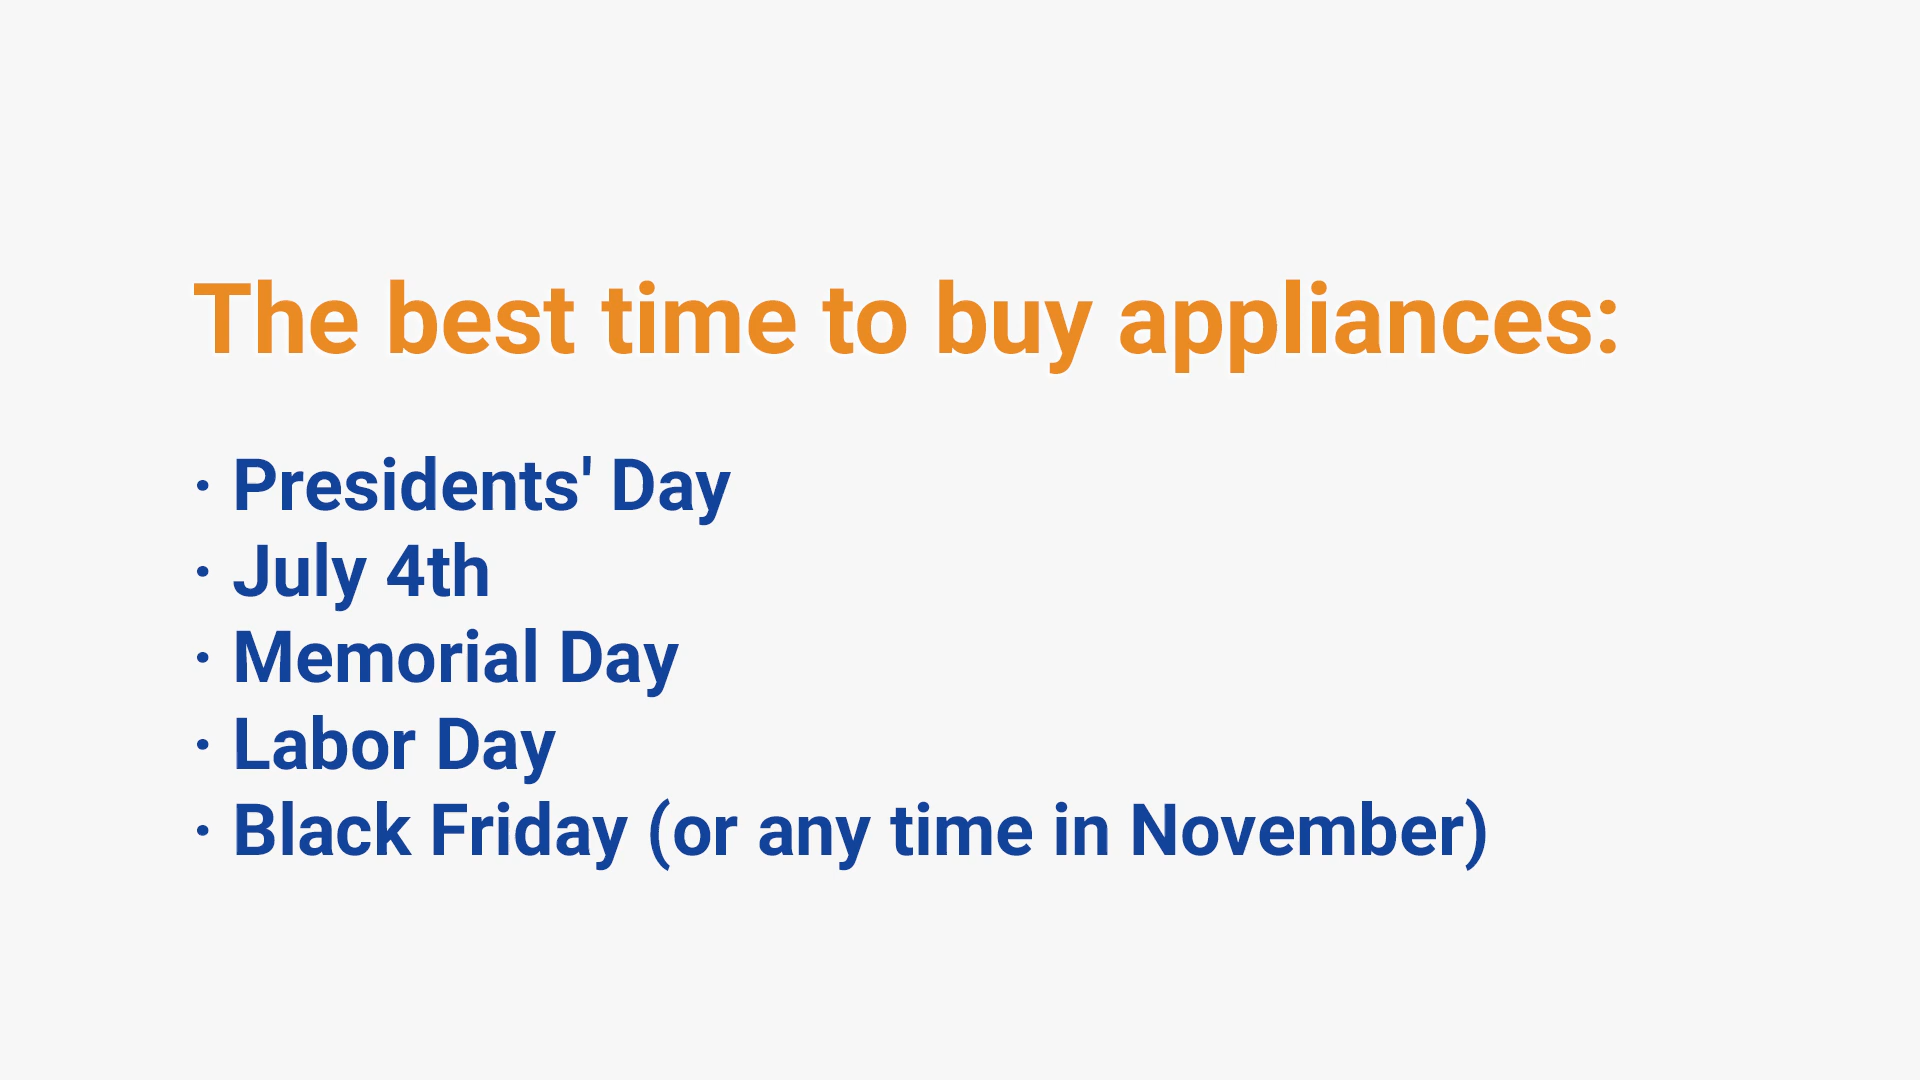 The best time to buy appliances:
· Presidents' Day
· July 4th
· Memorial Day
· Labor Day
· Black Friday (or any time in November)